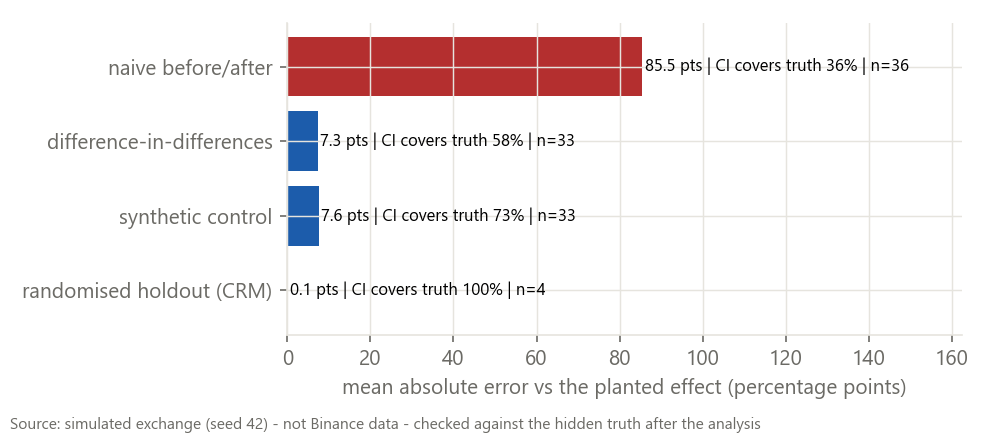 naive before/after
85.5 pts | CI covers truth 36% | n=36
difference-in-differences
7.3 pts | CI covers truth 58% | n=33
synthetic control
7.6 pts | CI covers truth 73% | n=33
randomised holdout (CRM)
0.1 pts | CI covers truth 100% | n=4
0 20 40 60 80 100 120 140 160
mean absolute error vs the planted effect (percentage points)
Source: simulated exchange (seed 42) - not Binance data - checked against the hidden truth after the analysis